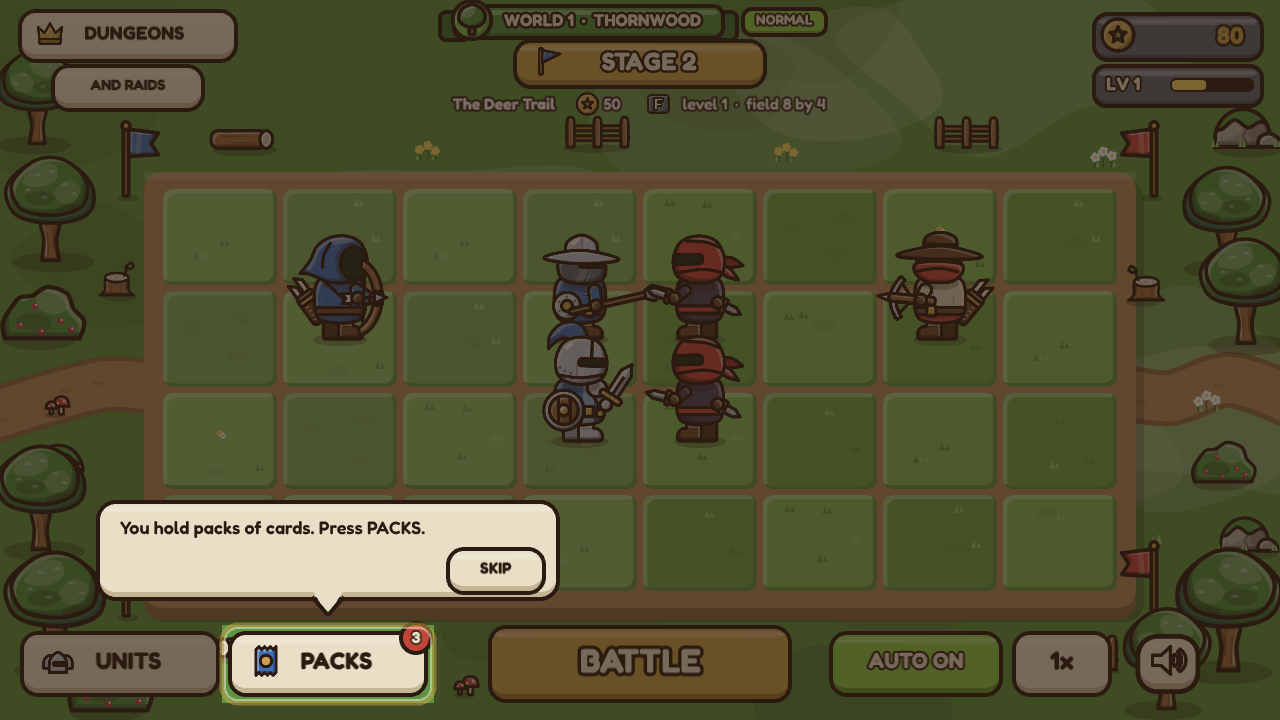 DUNGEONS
AND RAIDS
WORLD 1 • THORNWOOD
NORMAL
STAGE 2
The Deer Trail 50 F level 1 • field 8 by 4
80
LV 1
You hold packs of cards. Press PACKS.
SKIP
UNITS
PACKS
3
BATTLE
AUTO ON
1x